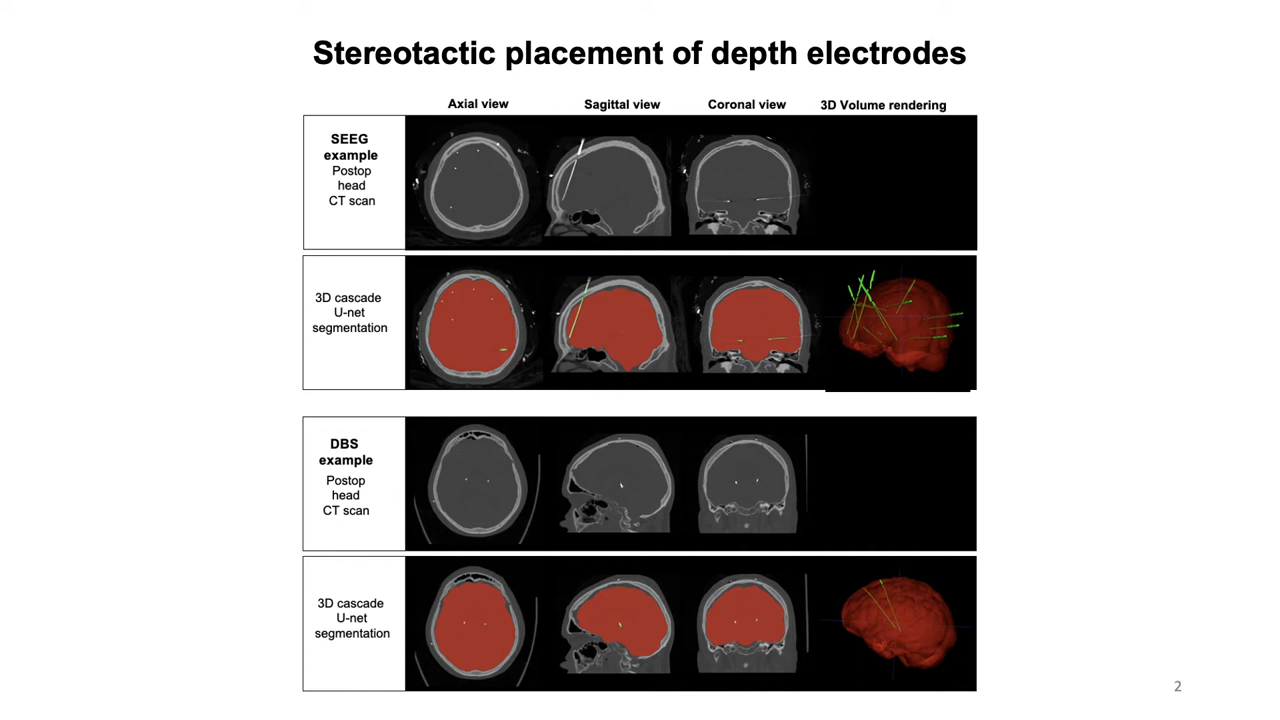 Stereotactic placement of depth electrodes
Axial view
Sagittal view
Coronal view
3D Volume rendering
SEEG
example
Postop
head
CT scan
3D cascade
U-net
segmentation
DBS
example
Postop
head
CT scan
3D cascade
U-net
segmentation
2